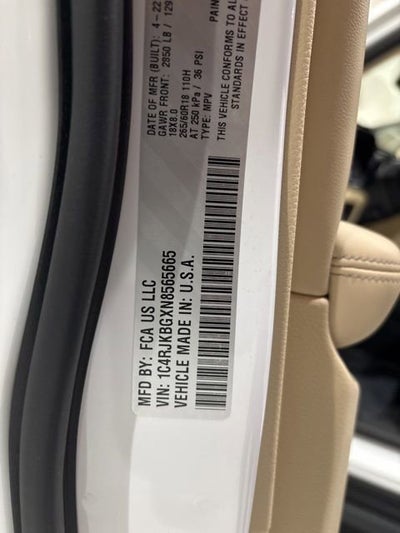 MFD BY: FCA US LLC
VIN: 1C4RJKBGXN8565665
VEHICLE MADE IN: U.S.A.
DATE OF MFR (BUILT): 4-22
GAWR FRONT: 2850 LB / 129
18X8.0
265/60R18 110H
AT 250 kPa / 36 PSI
TYPE: MPV
PAIN
THIS VEHICLE CONFORMS TO AL
STANDARDS IN EFFECT